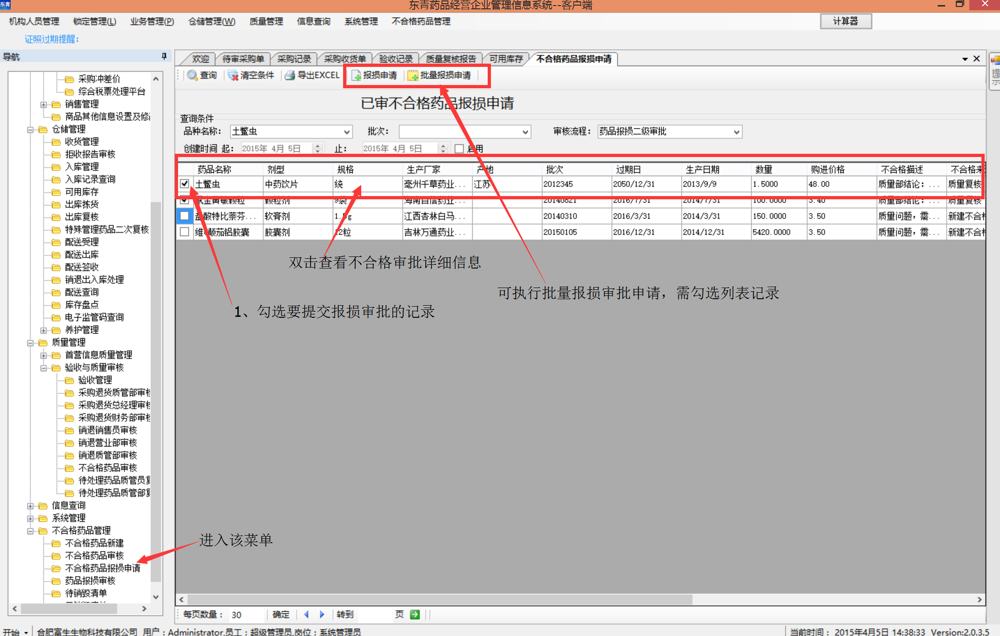 东青
东青药品经营企业管理信息系统--客户端
机构人员管理 锁定管理(L) 业务管理(P) 仓储管理(W) 质量管理 信息查询 系统管理 不合格药品管理 计算器
证照过期提醒：
导航
采购冲差价
综合税票处理平台
销售管理
商品其他信息设置及修
仓储管理
收货管理
拒收报告审核
入库管理
入库记录查询
可用库存
出库拣货
出库复核
特殊管理药品二次复核
配送受理
配送出库
配送签收
销退出入库处理
配送查询
库存盘点
电子监管码查询
养护管理
质量管理
首营信息质量管理
验收与质量审核
验收管理
采购退货质管部审核
采购退货总经理审核
采购退货财务部审核
销退销售员审核
销退营业部审核
销退质管部审核
不合格药品审核
待处理药品质管员复
待处理药品质管部复
信息查询
系统管理
不合格药品管理
不合格药品新建
不合格药品审核
不合格药品报损申请
药品报损审核
待销毁清单
欢迎 待审采购单 采购记录 采购收货单 验收记录 质量复核报告 可用库存 不合格药品报损申请
提示
查询 清空条件 导出EXCEL 报损申请 批量报损申请
已审不合格药品报损申请
查询条件
品种名称： 土鳖虫 批次： 审核流程： 药品报损二级审批
创建时间 起： 2015年 4月 5日 止： 2015年 4月 5日 启用
药品名称 剂型 规格 生产厂家 产地 批次 过期日 生产日期 数量 购进价格 不合格描述 不合格来
土鳖虫 中药饮片 统 亳州千草药业... 江苏 2012345 2050/12/31 2013/9/9 1.5000 48.00 质量部结论：... 质量复核
氨金黄敏颗粒 颗粒剂 9袋 海南百信药业... 20140821 2016/7/31 2014/7/31 100.0000 3.40 质量部结论：... 质量复核
盐酸特比萘芬... 软膏剂 江西杏林白马... 20140310 2016/3/31 2014/3/31 150.0000 3.50 质量问题，需... 新建不合格
维U颠茄铝胶囊 胶囊剂 12粒 吉林万通药业... 20150105 2016/12/31 2014/12/31 5420.0000 3.50 质量问题，需... 新建不合格
双击查看不合格审批详细信息
可执行批量报损审批申请，需勾选列表记录
1、勾选要提交报损审批的记录
进入该菜单
每页数量： 30 确定 转到 页
开始 合肥富生生物科技有限公司 用户：Administrator,员工：超级管理员,岗位：系统管理员 当前时间： 2015年4月5日 14:38:33 Version:2.0.3.5